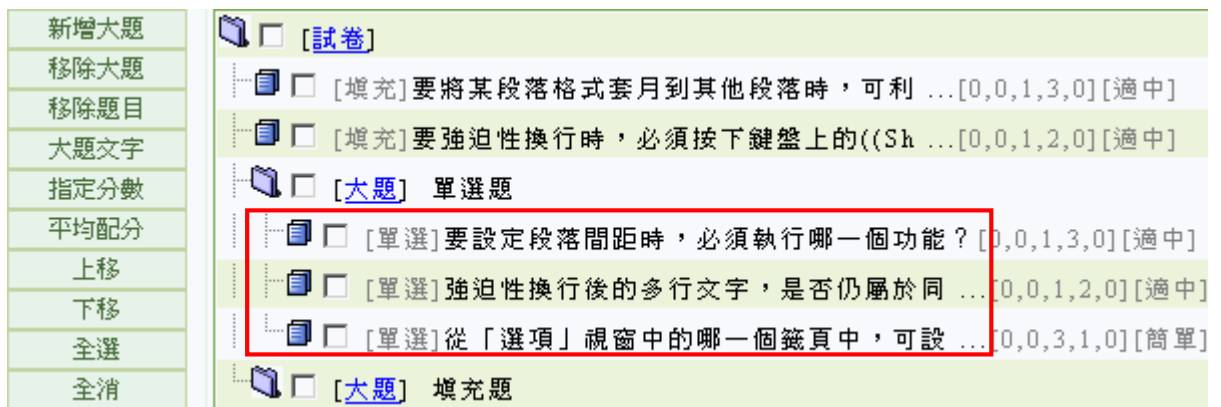 新增大題
移除大題
移除題目
大題文字
指定分數
平均配分
上移
下移
全選
全消
[試卷]
[填充]要將某段落格式套月到其他段落時，可利 ...[0,0,1,3,0][適中]
[填充]要強迫性換行時，必須按下鍵盤上的((Sh ...[0,0,1,2,0][適中]
[大題] 單選題
[單選]要設定段落間距時，必須執行哪一個功能？[0,0,1,3,0][適中]
[單選]強迫性換行後的多行文字，是否仍屬於同 ...[0,0,1,2,0][適中]
[單選]從「選項」視窗中的哪一個籤頁中，可設 ...[0,0,3,1,0][簡單]
[大題] 填充題